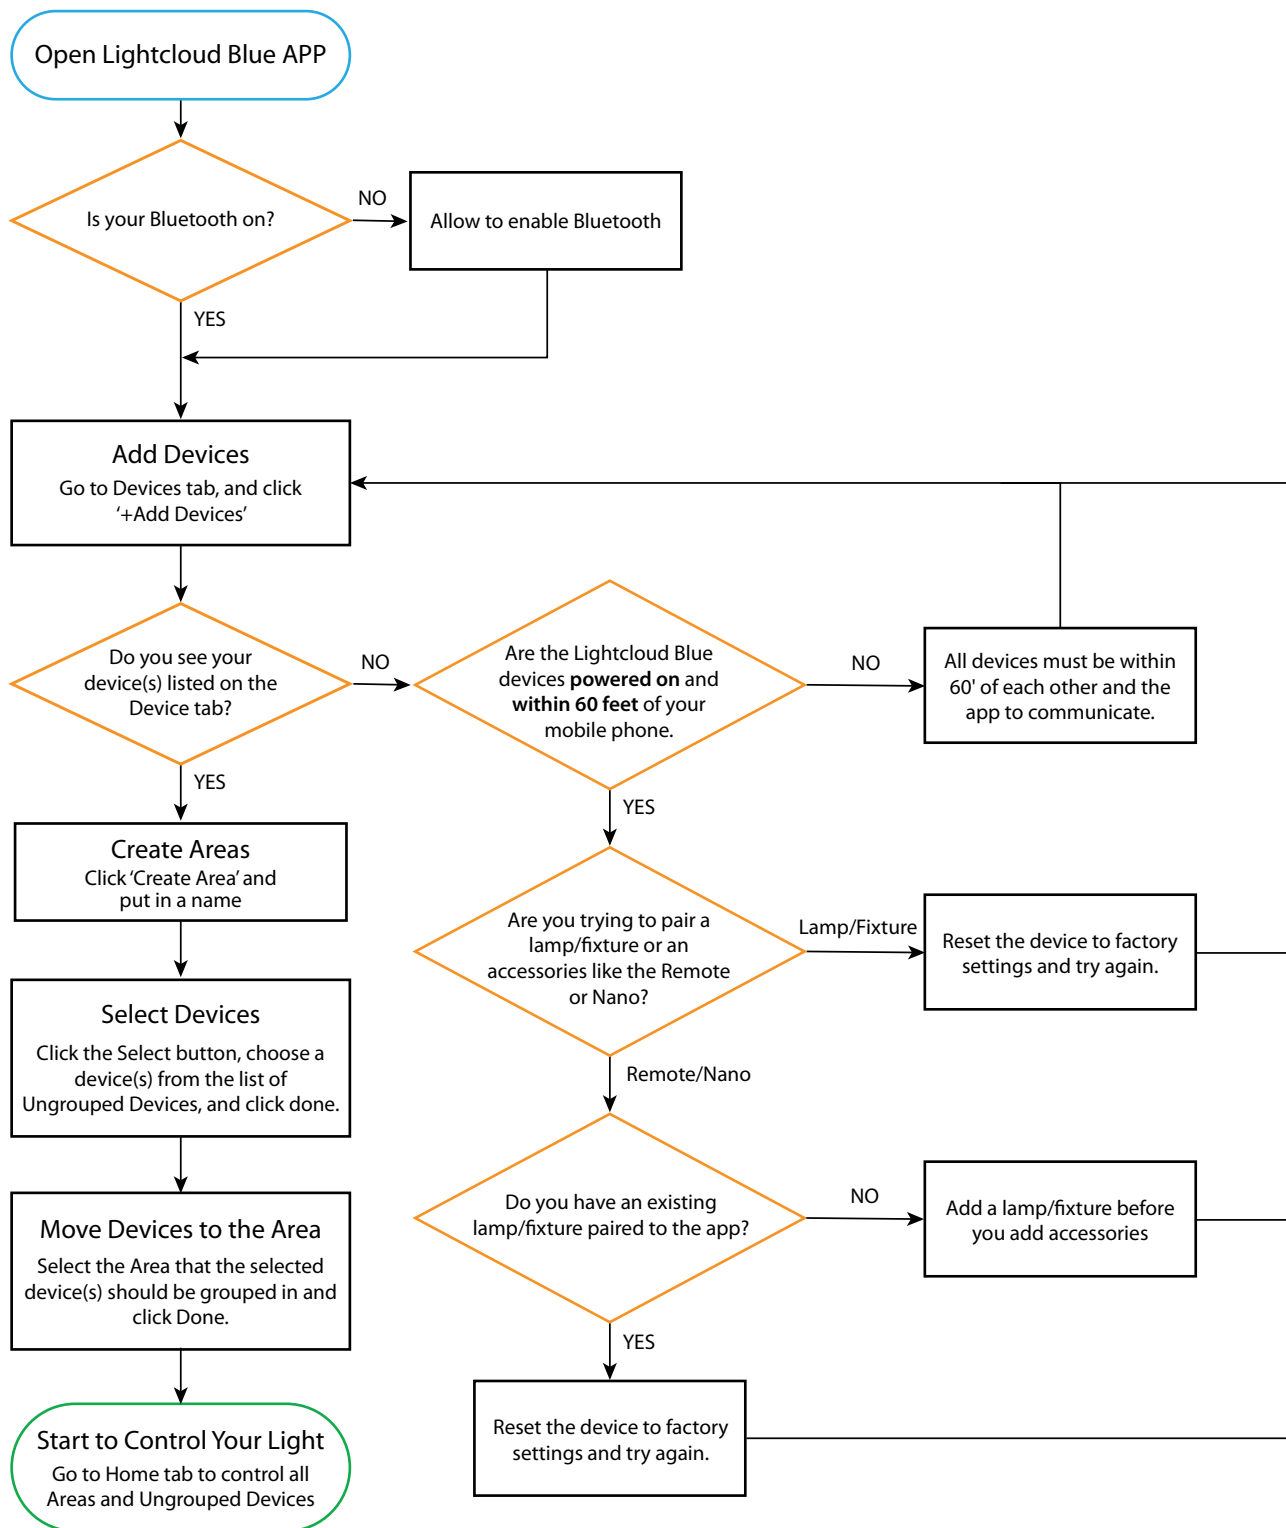 Open Lightcloud Blue APP
Is your Bluetooth on?
NO
Allow to enable Bluetooth
YES
Add Devices
Go to Devices tab, and click
‘+Add Devices’
Do you see your
device(s) listed on the
Device tab?
NO
Are the Lightcloud Blue
devices powered on and
within 60 feet of your
mobile phone.
NO
All devices must be within
60' of each other and the
app to communicate.
YES
YES
Create Areas
Click ‘Create Area’ and
put in a name
Are you trying to pair a
lamp/fixture or an
accessories like the Remote
or Nano?
Lamp/Fixture
Reset the device to factory
settings and try again.
Select Devices
Click the Select button, choose a
device(s) from the list of
Ungrouped Devices, and click done.
Remote/Nano
Do you have an existing
lamp/fixture paired to the app?
NO
Add a lamp/fixture before
you add accessories
Move Devices to the Area
Select the Area that the selected
device(s) should be grouped in and
click Done.
YES
Reset the device to factory
settings and try again.
Start to Control Your Light
Go to Home tab to control all
Areas and Ungrouped Devices